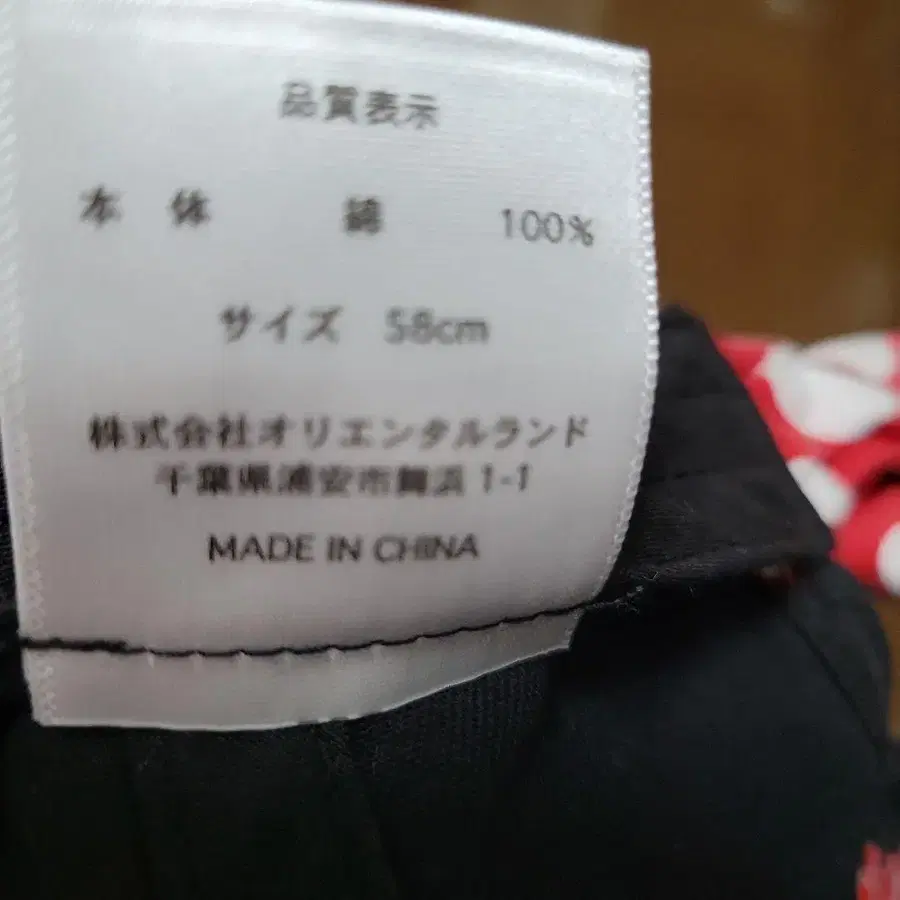 品質表示
本 体 綿 100%
サイズ 58cm
株式会社オリエンタルランド
千葉県浦安市舞浜1-1
MADE IN CHINA